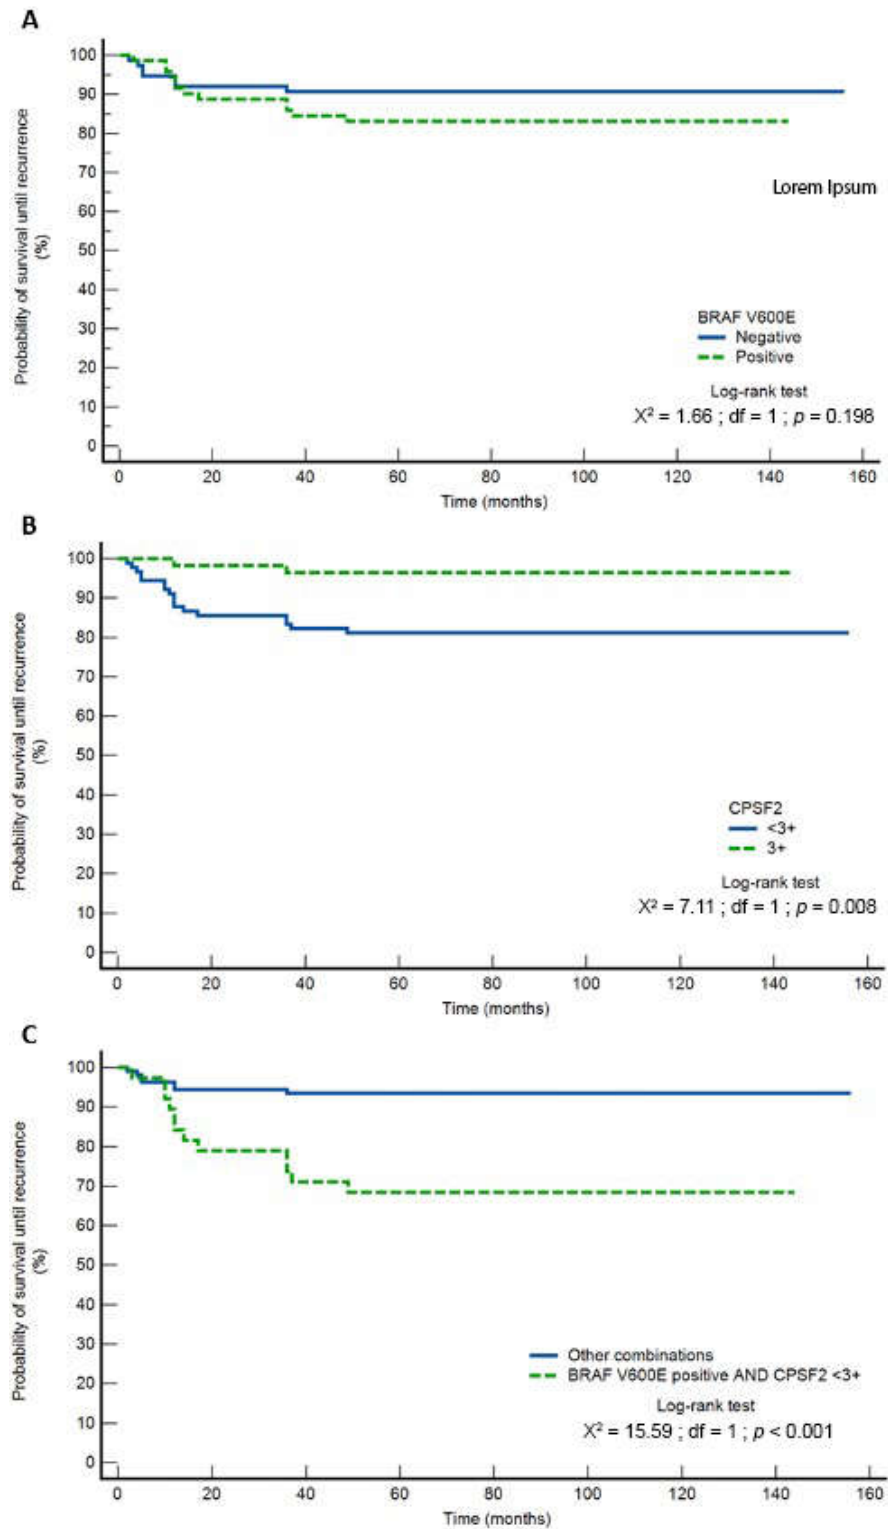 A
Probability of survival until recurrence
(%)
100
90
80
70
60
50
40
30
20
10
0
Lorem Ipsum
BRAF V600E
Negative
Positive
Log-rank test
X² = 1.66 ; df = 1 ; p = 0.198
0 20 40 60 80 100 120 140 160
Time (months)
B
Probability of survival until recurrence
(%)
100
90
80
70
60
50
40
30
20
10
0
CPSF2
<3+
3+
Log-rank test
X² = 7.11 ; df = 1 ; p = 0.008
0 20 40 60 80 100 120 140 160
Time (months)
C
Probability of survival until recurrence
(%)
100
90
80
70
60
50
40
30
20
10
0
Other combinations
BRAF V600E positive AND CPSF2 <3+
Log-rank test
X² = 15.59 ; df = 1 ; p < 0.001
0 20 40 60 80 100 120 140 160
Time (months)